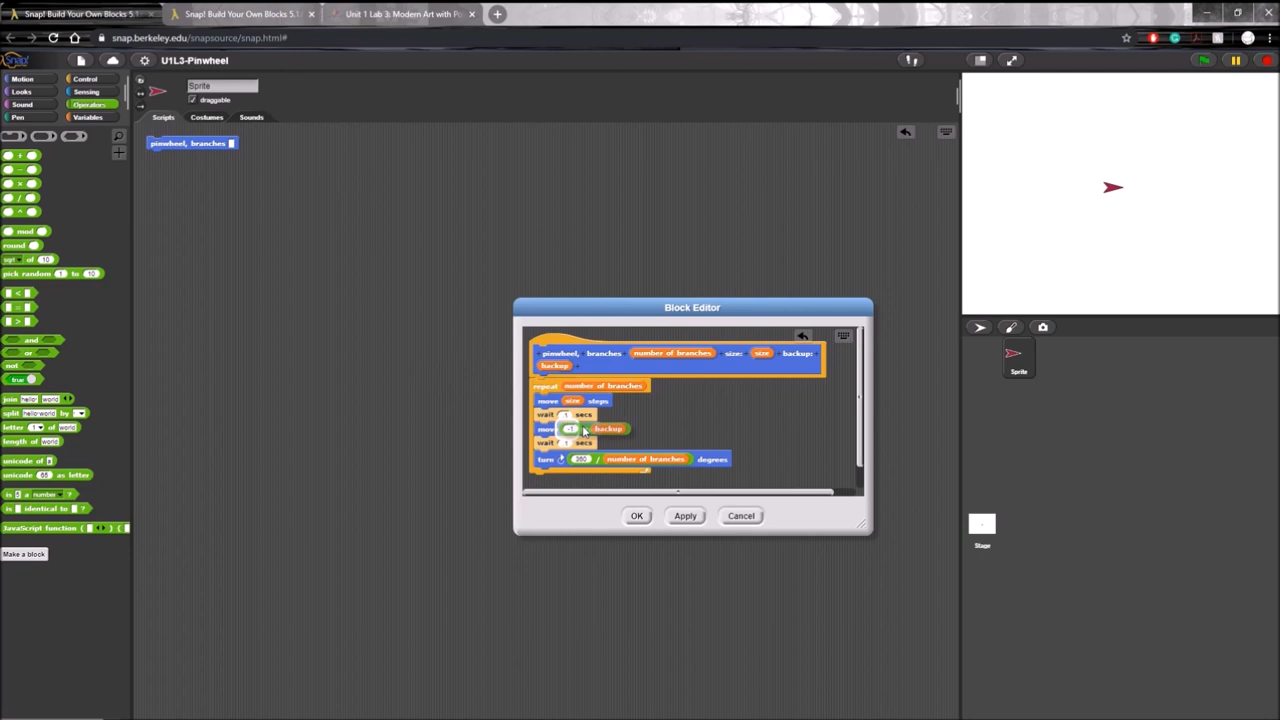 Snap! Build Your Own Blocks 5.1
Snap! Build Your Own Blocks 5.1
Unit 1 Lab 3: Modern Art with Po
snap.berkeley.edu/snapsource/snap.html#
Snap!
U1L3-Pinwheel
Motion Control
Looks Sensing
Sound Operators
Pen Variables
Sprite
draggable
Scripts Costumes Sounds
pinwheel, branches
+
−
×
/
^
mod
round
sqrt of 10
pick random 1 to 10
<
=
>
and
or
not
true
join hello world
split hello world by
letter 1 of world
length of world
unicode of a
unicode 65 as letter
is 5 a number ?
is identical to ?
JavaScript function ( ) {
Make a block
Block Editor
pinwheel, + branches + number of branches + size: + size + backup: +
backup +
repeat number of branches
move size steps
wait .1 secs
move -1 backup
wait .1 secs
turn 360 / number of branches degrees
OK Apply Cancel
Sprite
Stage